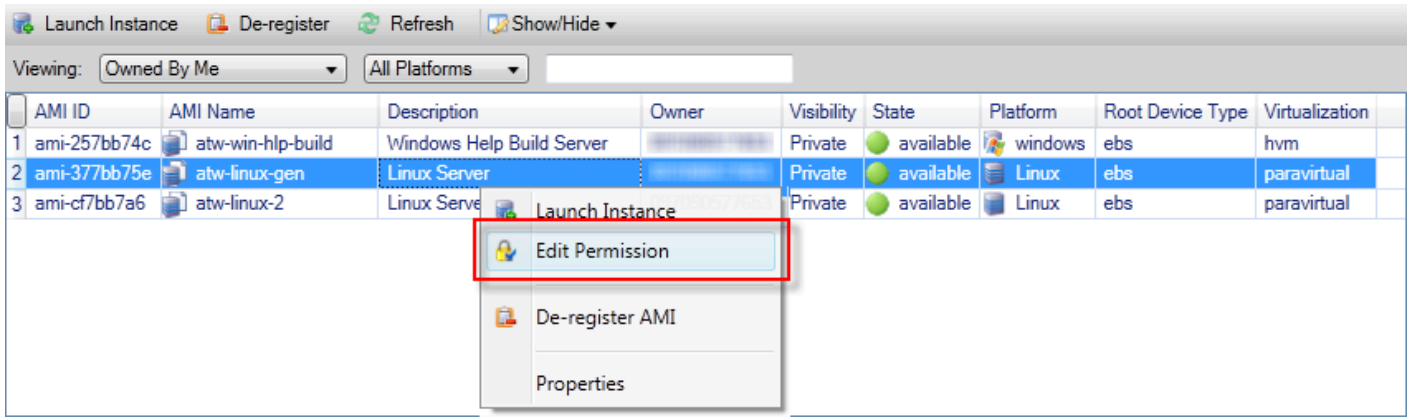 Launch Instance De-register Refresh Show/Hide
Viewing: Owned By Me All Platforms
AMI ID AMI Name Description Owner Visibility State Platform Root Device Type Virtualization
1 ami-257bb74c atw-win-hlp-build Windows Help Build Server Private available windows ebs hvm
2 ami-377bb75e atw-linux-gen Linux Server Private available Linux ebs paravirtual
3 ami-cf7bb7a6 atw-linux-2 Linux Serve Private available Linux ebs paravirtual
Launch Instance
Edit Permission
De-register AMI
Properties